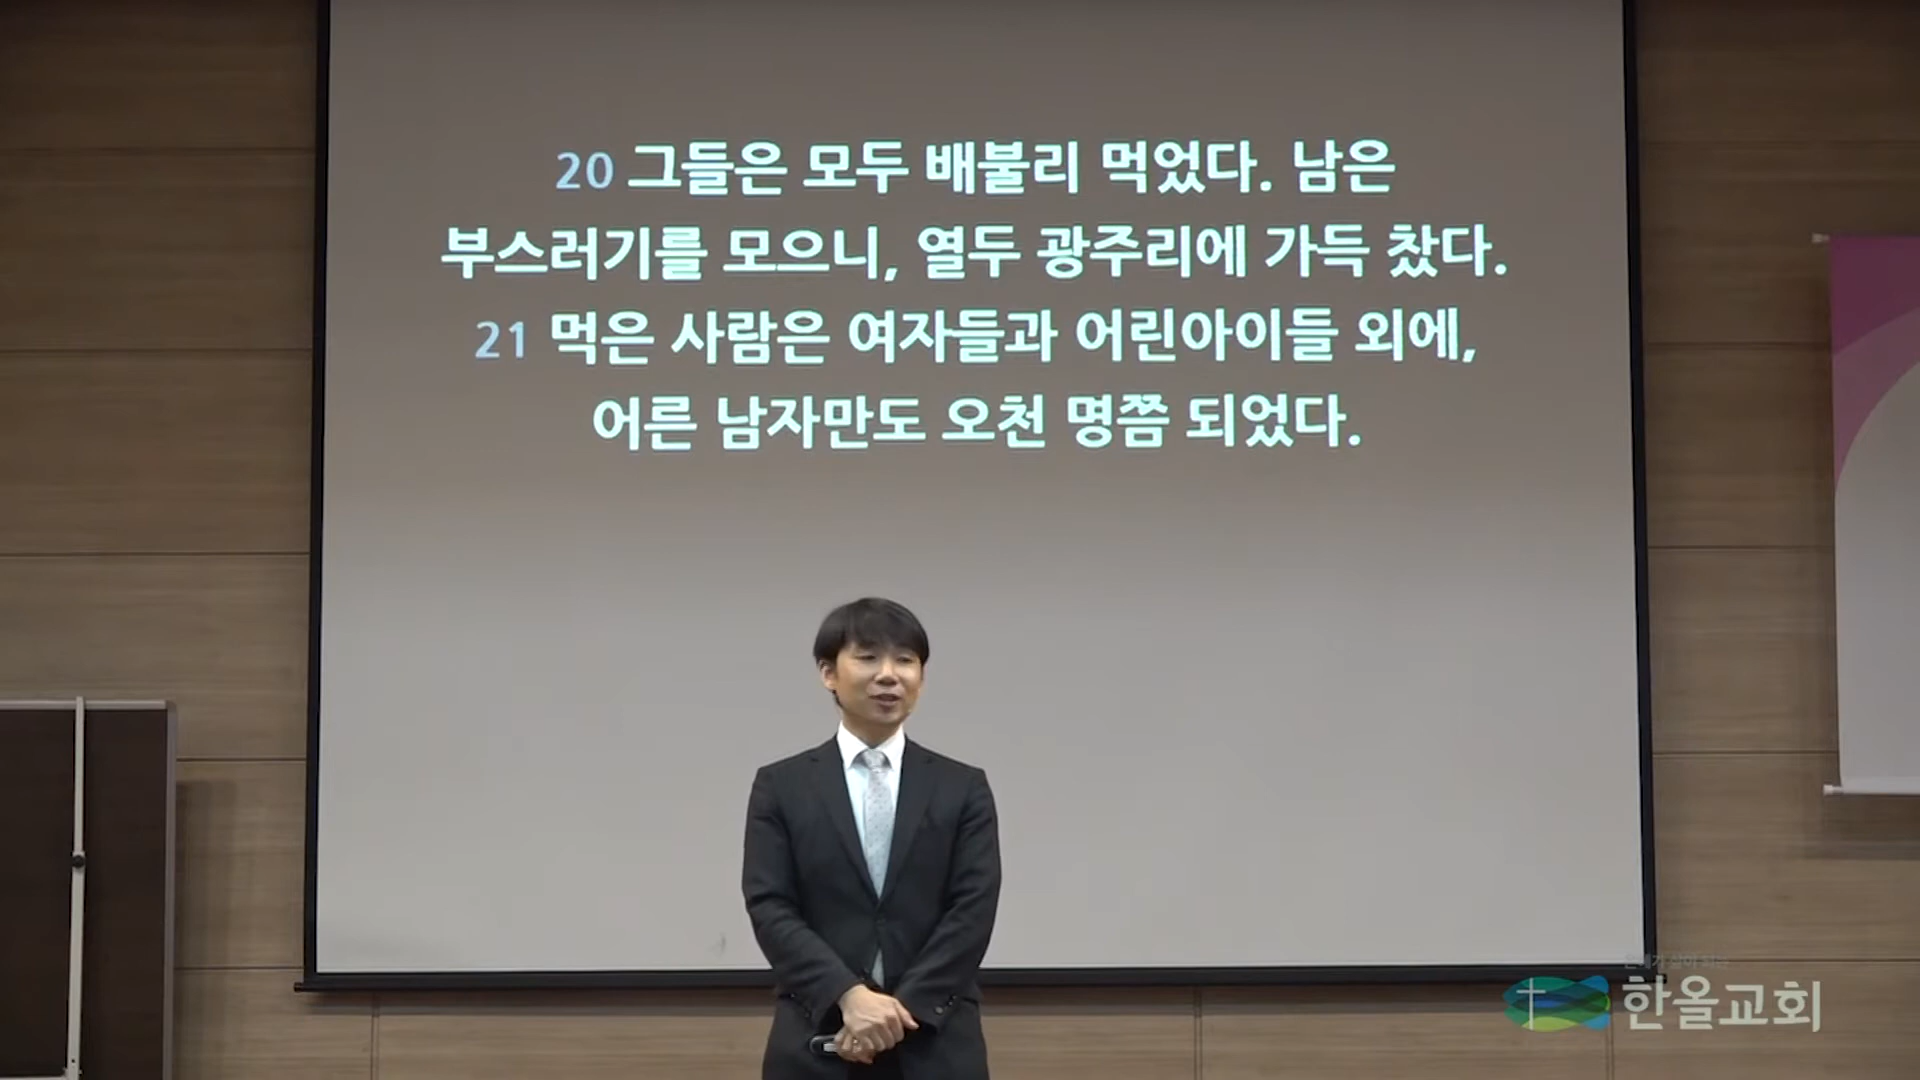 20 그들은 모두 배불리 먹었다. 남은
부스러기를 모으니, 열두 광주리에 가득 찼다.
21 먹은 사람은 여자들과 어린아이들 외에,
어른 남자만도 오천 명쯤 되었다.
한올교회